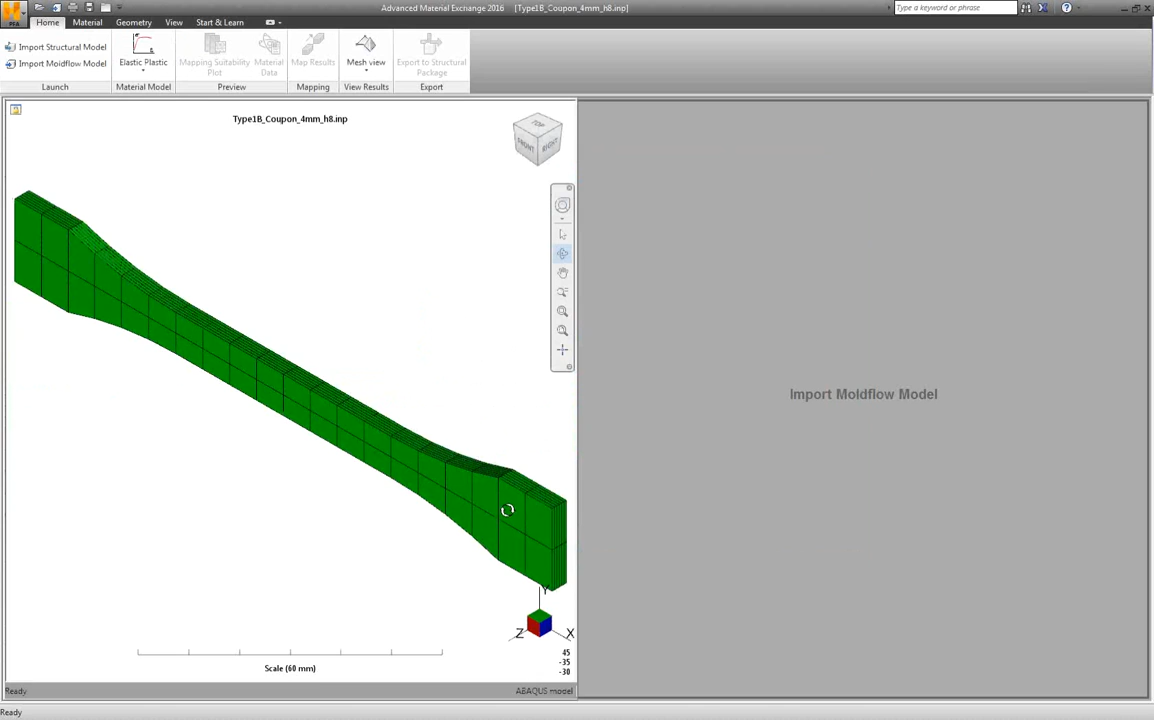 Advanced Material Exchange 2016    [Type1B_Coupon_4mm_h8.inp]
Type a keyword or phrase
Home Material Geometry View Start & Learn
Import Structural Model
Import Moldflow Model
Elastic Plastic
Mapping Suitability Plot
Material Data
Map Results
Mesh view
Export to Structural Package
Launch Material Model Preview Mapping View Results Export
Type1B_Coupon_4mm_h8.inp
TOP
FRONT RIGHT
Import Moldflow Model
Y
Z X
45
-35
-30
Scale (60 mm)
Ready ABAQUS model
Ready